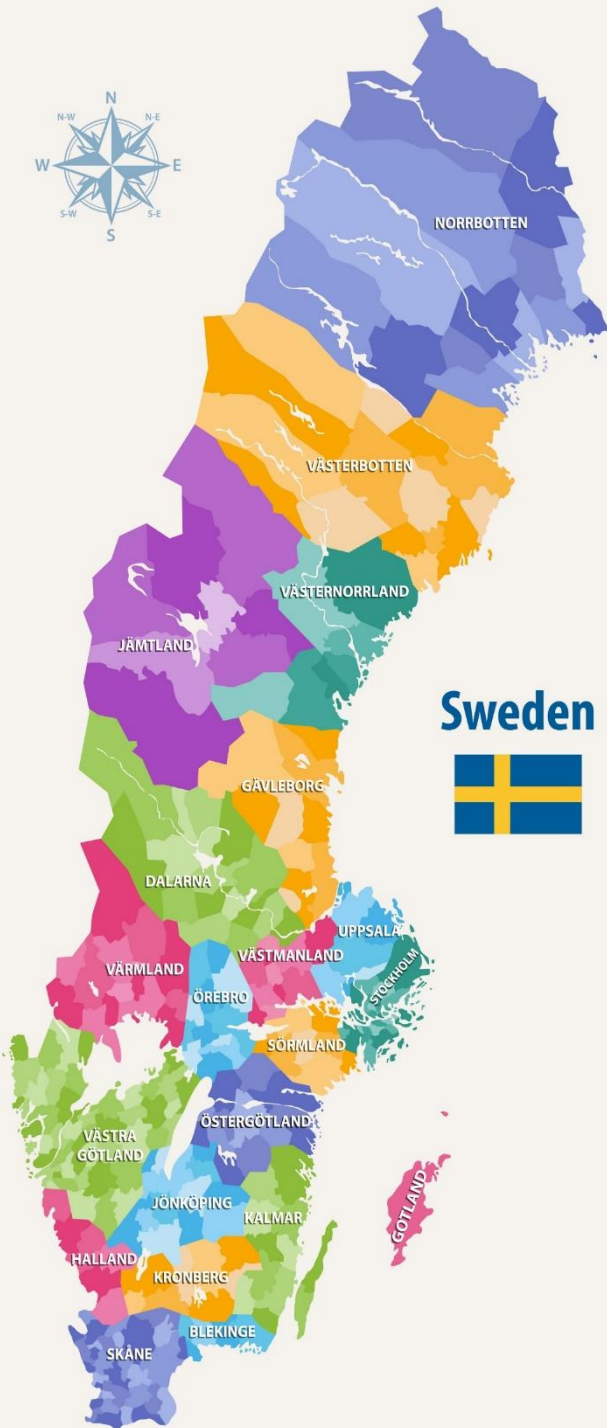 N
N-W
N-E
W
E
S-W
S-E
S
NORRBOTTEN
VÄSTERBOTTEN
VÄSTERNORRLAND
JÄMTLAND
Sweden
GÄVLEBORG
DALARNA
UPPSALA
VÄSTMANLAND
VÄRMLAND
STOCKHOLM
ÖREBRO
SÖRMLAND
ÖSTERGÖTLAND
VÄSTRA
GÖTLAND
JÖNKÖPING
KALMAR
GOTLAND
HALLAND
KRONBERG
BLEKINGE
SKÅNE